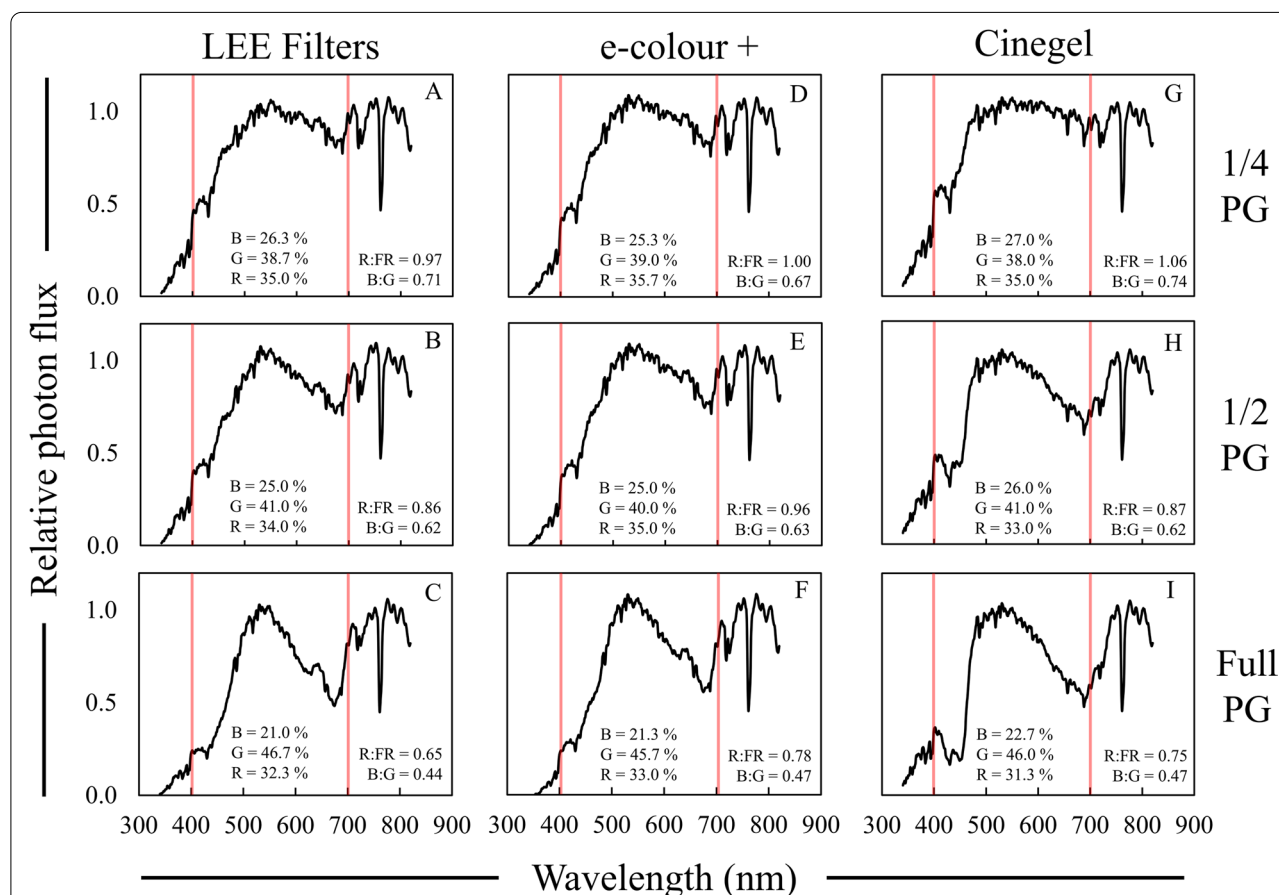 LEE Filters
e-colour +
Cinegel
Relative photon flux
1.0
0.5
0.0
A
B = 26.3 %
G = 38.7 %
R = 35.0 %
R:FR = 0.97
B:G = 0.71
D
B = 25.3 %
G = 39.0 %
R = 35.7 %
R:FR = 1.00
B:G = 0.67
G
B = 27.0 %
G = 38.0 %
R = 35.0 %
R:FR = 1.06
B:G = 0.74
1/4
PG
1.0
0.5
0.0
B
B = 25.0 %
G = 41.0 %
R = 34.0 %
R:FR = 0.86
B:G = 0.62
E
B = 25.0 %
G = 40.0 %
R = 35.0 %
R:FR = 0.96
B:G = 0.63
H
B = 26.0 %
G = 41.0 %
R = 33.0 %
R:FR = 0.87
B:G = 0.62
1/2
PG
1.0
0.5
0.0
C
B = 21.0 %
G = 46.7 %
R = 32.3 %
R:FR = 0.65
B:G = 0.44
F
B = 21.3 %
G = 45.7 %
R = 33.0 %
R:FR = 0.78
B:G = 0.47
I
B = 22.7 %
G = 46.0 %
R = 31.3 %
R:FR = 0.75
B:G = 0.47
Full
PG
300 400 500 600 700 800 900
300 400 500 600 700 800 900
300 400 500 600 700 800 900
Wavelength (nm)